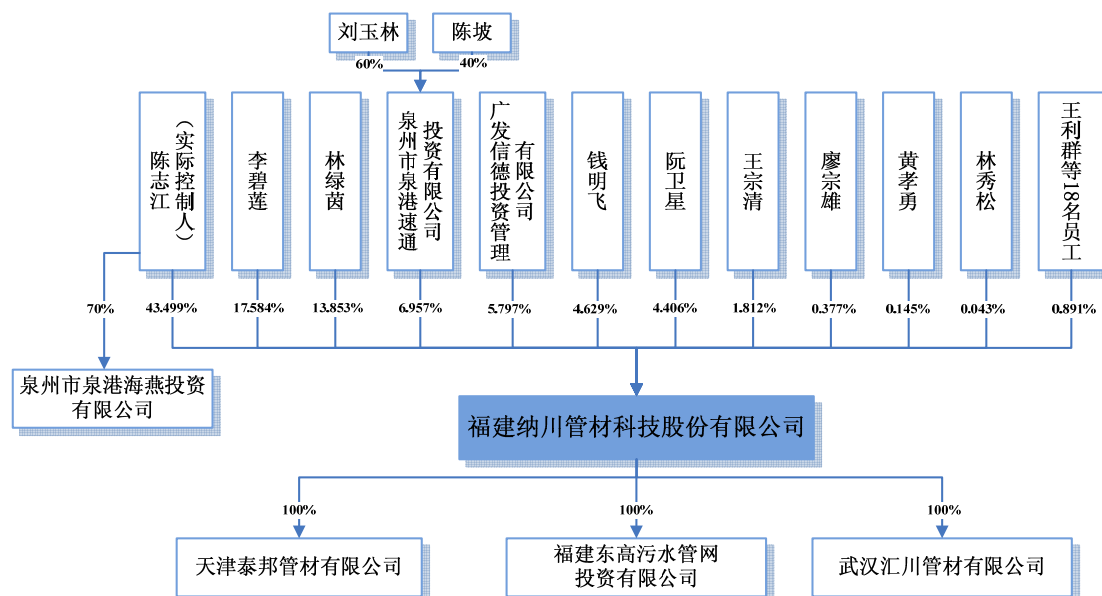 刘玉林
陈坡
60%
40%
（实际控制人）
陈志江
李碧莲
林绿茵
投资有限公司
泉州市泉港速通
有限公司
广发信德投资管理
钱明飞
阮卫星
王宗清
廖宗雄
黄孝勇
林秀松
王利群等18名员工
70%
43.499%
17.584%
13.853%
6.957%
5.797%
4.629%
4.406%
1.812%
0.377%
0.145%
0.043%
0.891%
泉州市泉港海燕投资
有限公司
福建纳川管材科技股份有限公司
100%
100%
100%
天津泰邦管材有限公司
福建东高污水管网
投资有限公司
武汉汇川管材有限公司